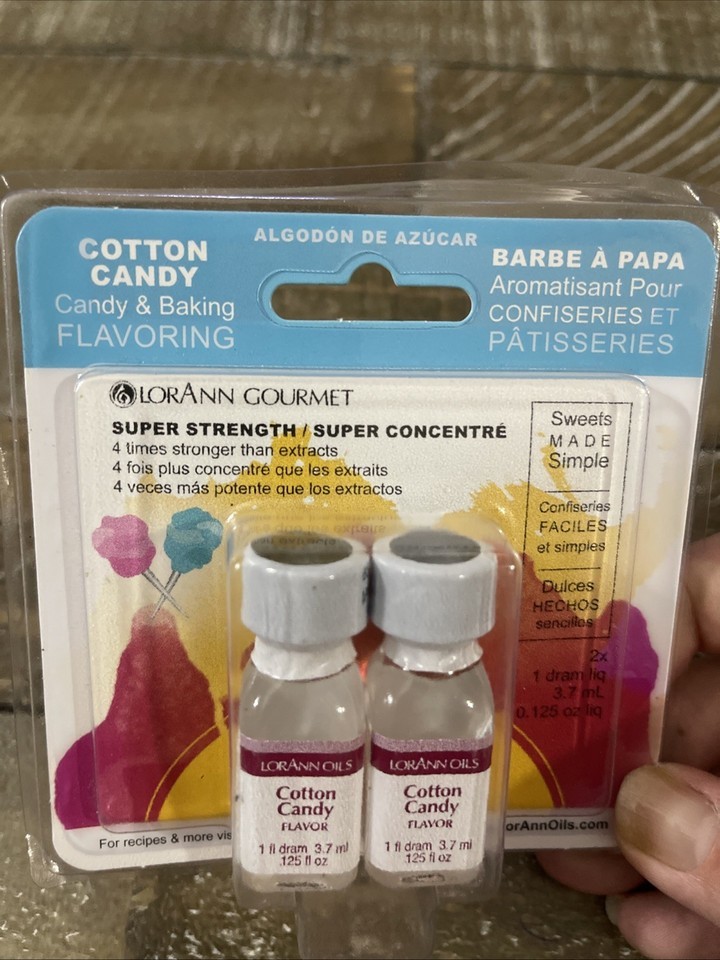 COTTON
CANDY
Candy & Baking
FLAVORING
ALGODÓN DE AZÚCAR
BARBE À PAPA
Aromatisant Pour
CONFISERIES ET
PÂTISSERIES
LORANN GOURMET
SUPER STRENGTH / SUPER CONCENTRÉ
4 times stronger than extracts
4 fois plus concentré que les extraits
4 veces más potente que los extractos
Sweets
MADE
Simple
Confiseries
FACILES
et simples
Dulces
HECHOS
sencillos
2x
1 dram liq
3.7 mL
0.125 oz liq
LORANN OILS
Cotton
Candy
FLAVOR
1 fl dram 3.7 ml
.125 fl oz
LORANN OILS
Cotton
Candy
FLAVOR
1 fl dram 3.7 ml
.125 fl oz
For recipes & more vis
orAnnOils.com